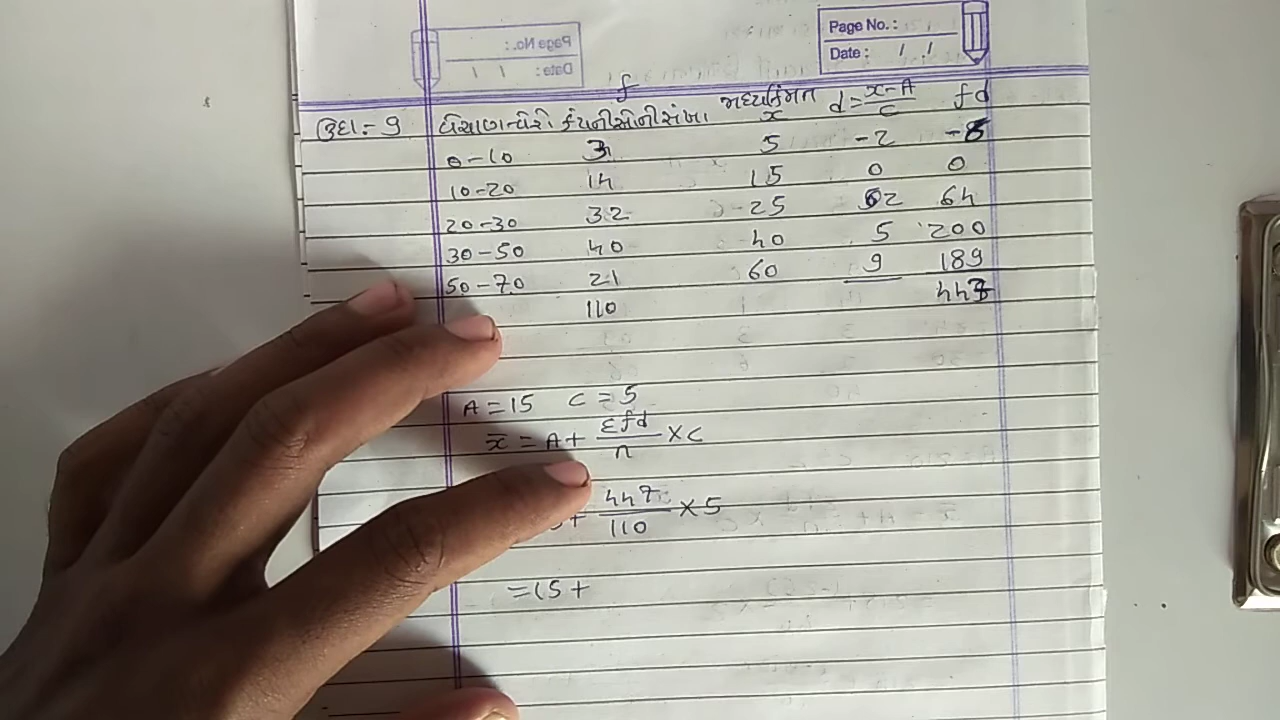 Page No.:
Date: / /
f
ઉદા:- 9 વેચાણ વેરો કંપનીઓની સંખ્યા મધ્યકિંમત x d = x-A/c fd
0-10 3 5 -2 -6
10-20 14 15 0 0
20-30 32 25 2 64
30-50 40 40 5 200
50-70 21 60 9 189
110 447
A = 15 C = 5
x̄ = A + Σfd/n × C
+ 447/110 × 5
= 15 +